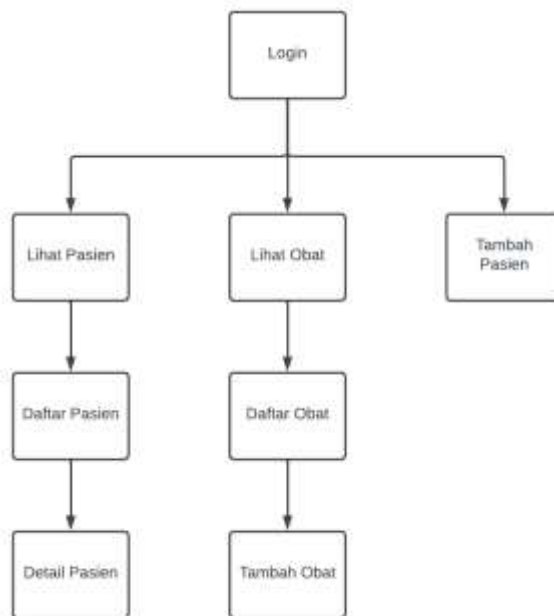 Login
Lihat Pasien
Lihat Obat
Tambah
Pasien
Daftar Pasien
Daftar Obat
Detail Pasien
Tambah Obat